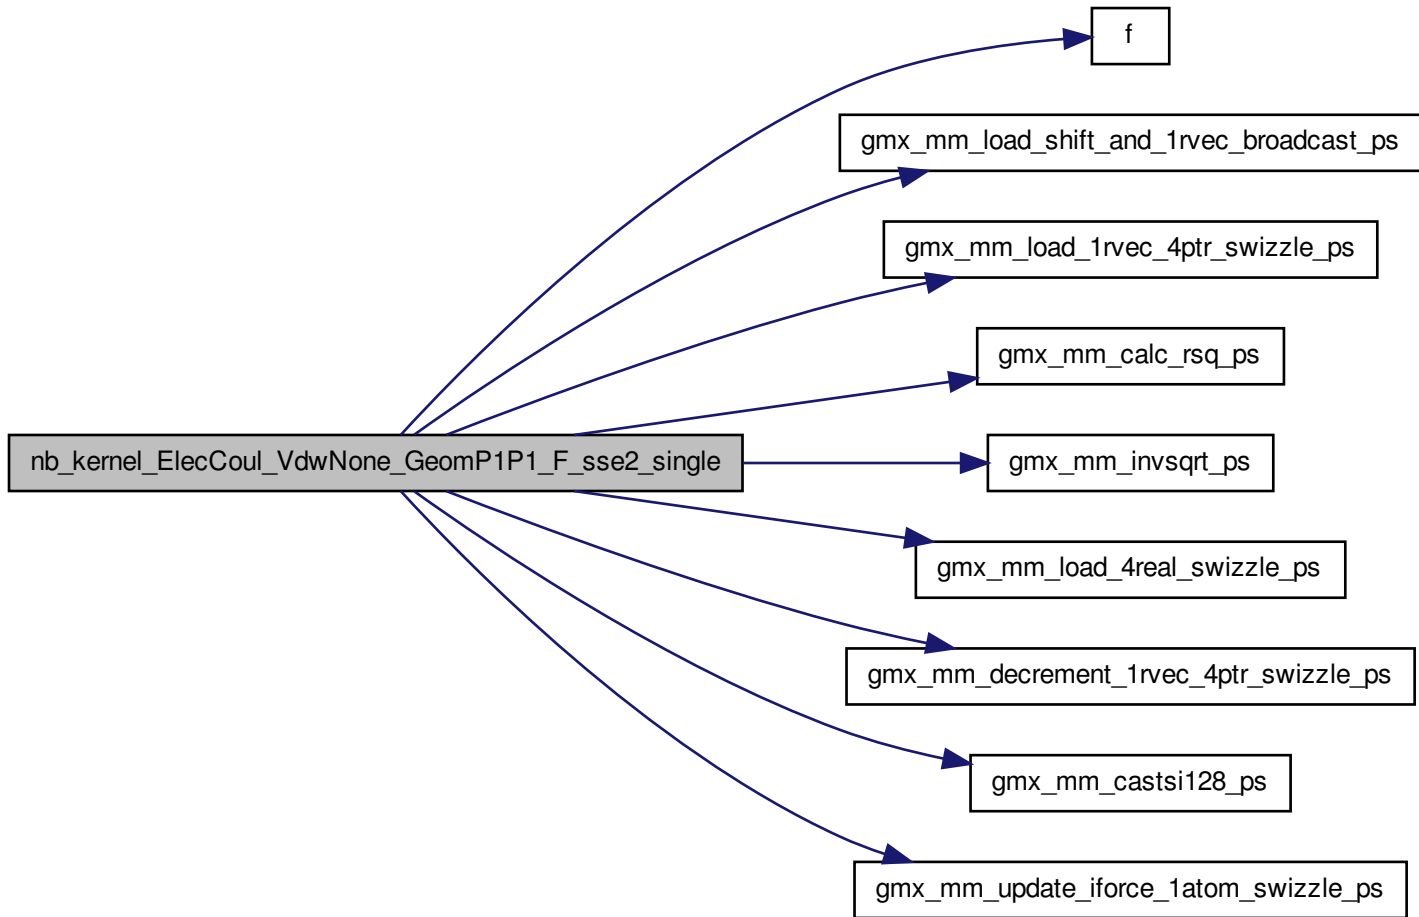 f
gmx_mm_load_shift_and_1rvec_broadcast_ps
gmx_mm_load_1rvec_4ptr_swizzle_ps
gmx_mm_calc_rsq_ps
nb_kernel_ElecCoul_VdwNone_GeomP1P1_F_sse2_single
gmx_mm_invsqrt_ps
gmx_mm_load_4real_swizzle_ps
gmx_mm_decrement_1rvec_4ptr_swizzle_ps
gmx_mm_castsi128_ps
gmx_mm_update_iforce_1atom_swizzle_ps